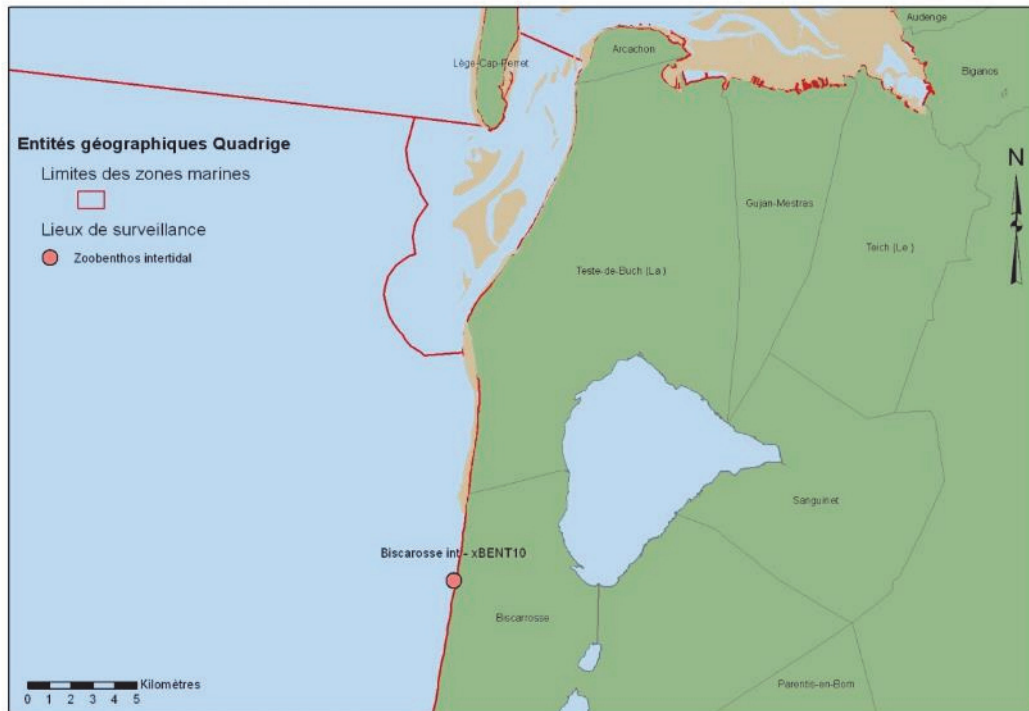 Audenge
Arcachon
Lège-Cap-Ferret
Biganos
Entités géographiques Quadrige
Limites des zones marines
N
Lieux de surveillance
Gujan-Mestras
Zoobenthos intertidal
Teich (Le )
Teste-de-Buch (La )
Sanguinet
Biscarosse int - xBENT10
Biscarrosse
Kilomètres
0 1 2 3 4 5
Parentis-en-Born